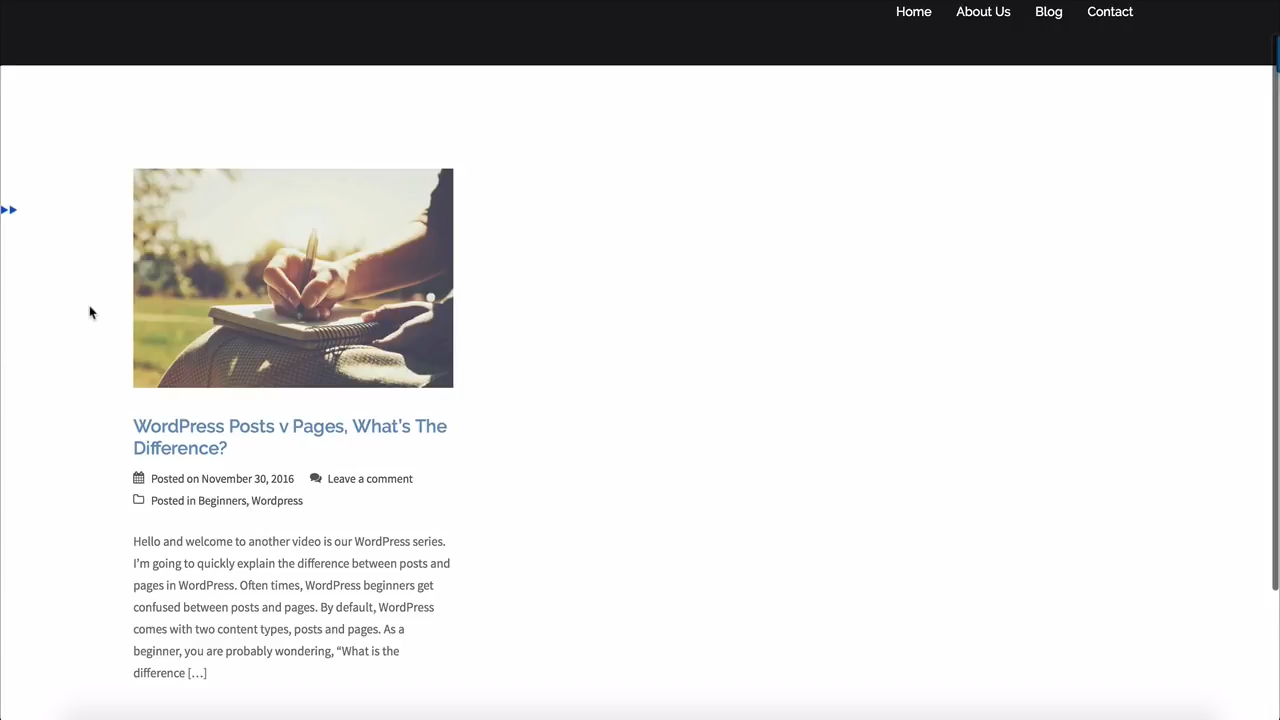 Home About Us Blog Contact
WordPress Posts v Pages, What's The
Difference?
Posted on November 30, 2016 Leave a comment
Posted in Beginners, Wordpress
Hello and welcome to another video is our WordPress series.
I'm going to quickly explain the difference between posts and
pages in WordPress. Often times, WordPress beginners get
confused between posts and pages. By default, WordPress
comes with two content types, posts and pages. As a
beginner, you are probably wondering, “What is the
difference […]